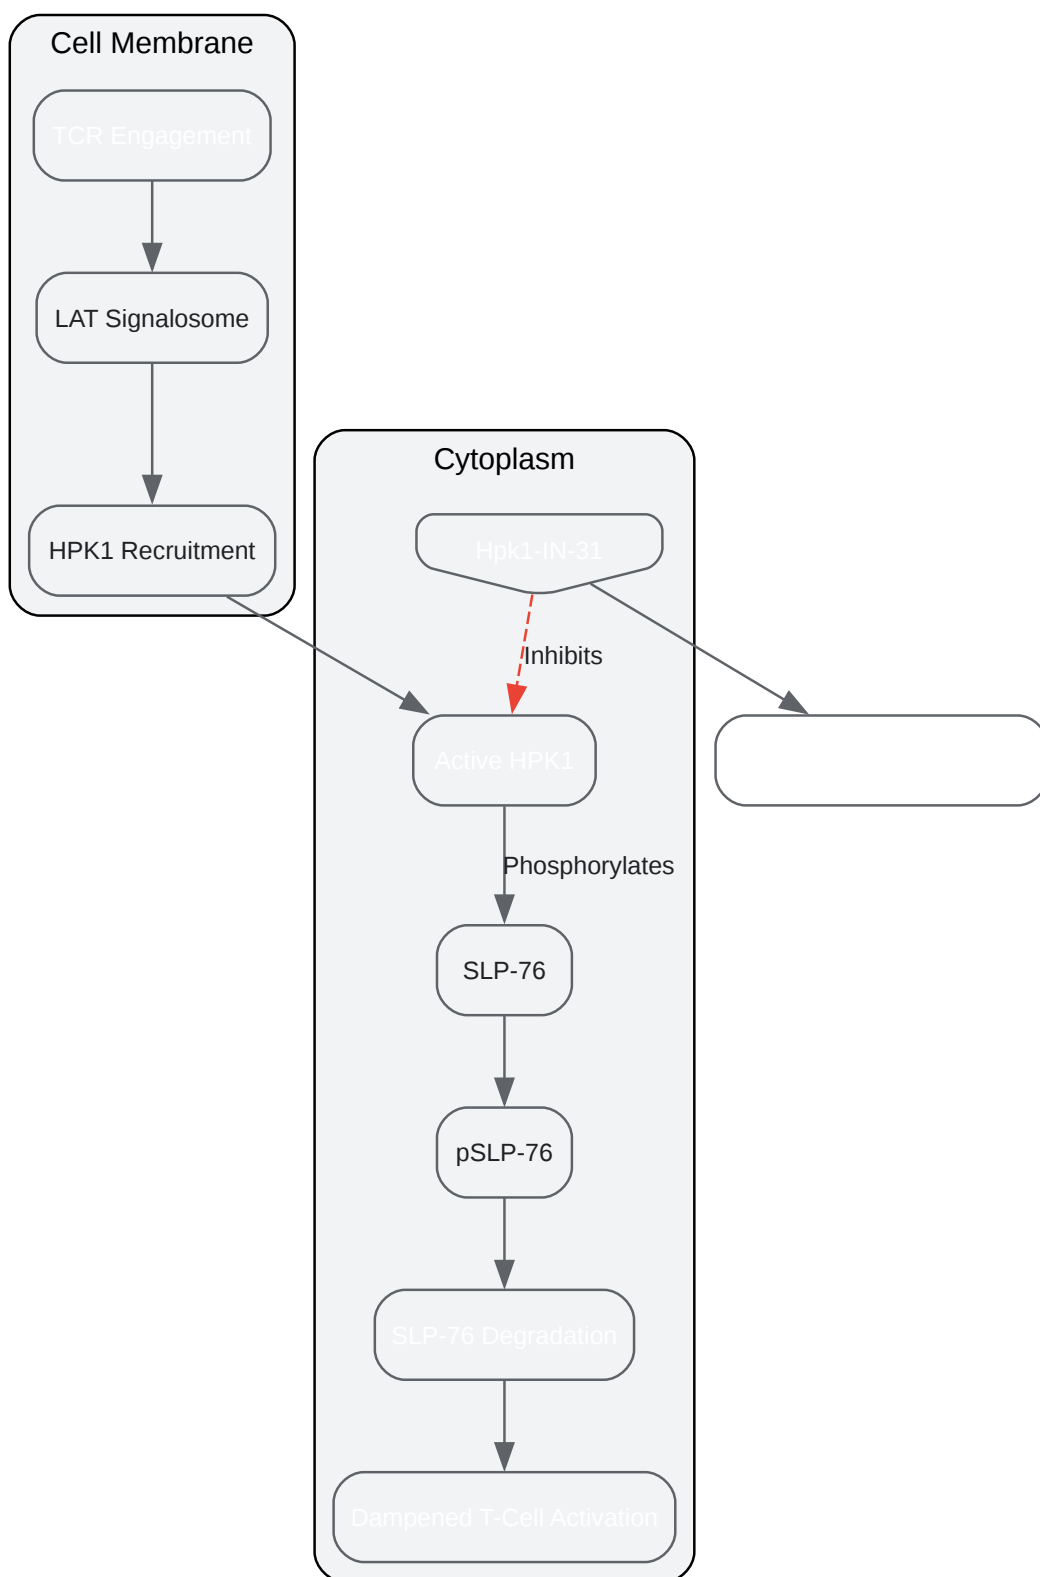 Cell Membrane
TCR Engagement
LAT Signalosome
HPK1 Recruitment
Cytoplasm
Hpk1-IN-31
Inhibits
Active HPK1
Phosphorylates
SLP-76
pSLP-76
SLP-76 Degradation
Dampened T-Cell Activation